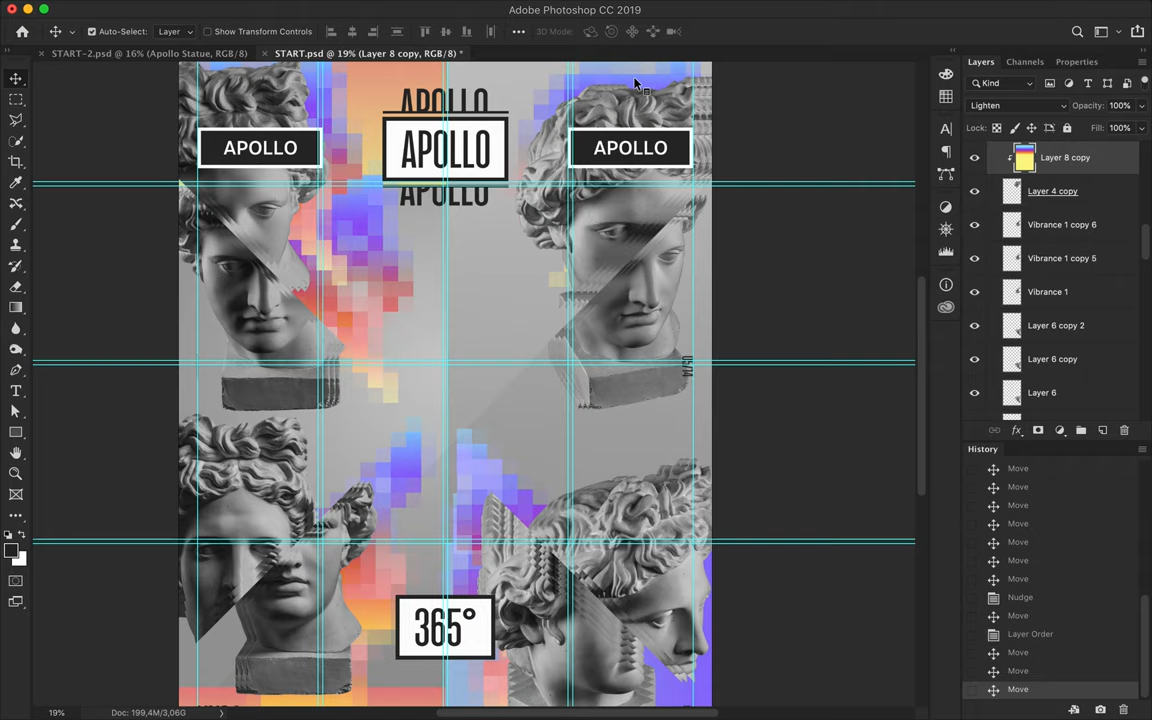 Adobe Photoshop CC 2019
Auto-Select: Layer Show Transform Controls 3D Mode:
START-2.psd @ 16% (Apollo Statue, RGB/8)
START.psd @ 19% (Layer 8 copy, RGB/8) *
APOLLO
APOLLO
APOLLO
APOLLO
APOLLO
05/14
365°
Layers Channels Properties
Kind
Lighten Opacity: 100%
Lock: Fill: 100%
Layer 8 copy
Layer 4 copy
Vibrance 1 copy 6
Vibrance 1 copy 5
Vibrance 1
Layer 6 copy 2
Layer 6 copy
Layer 6
History
Move
Move
Move
Move
Move
Move
Move
Nudge
Move
Layer Order
Move
Move
Move
19% Doc: 199,4M/3,06G